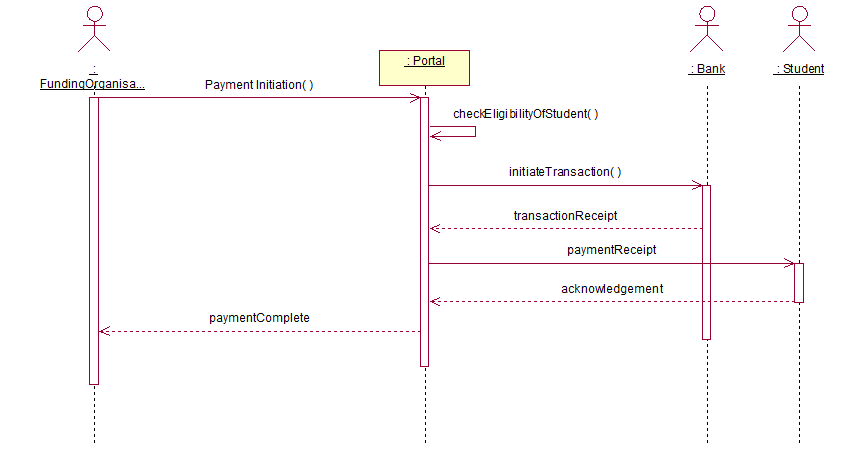 :
FundingOrganisa...
: Portal
: Bank
: Student
Payment Initiation( )
checkEligibilityOfStudent( )
initiateTransaction( )
transactionReceipt
paymentReceipt
acknowledgement
paymentComplete